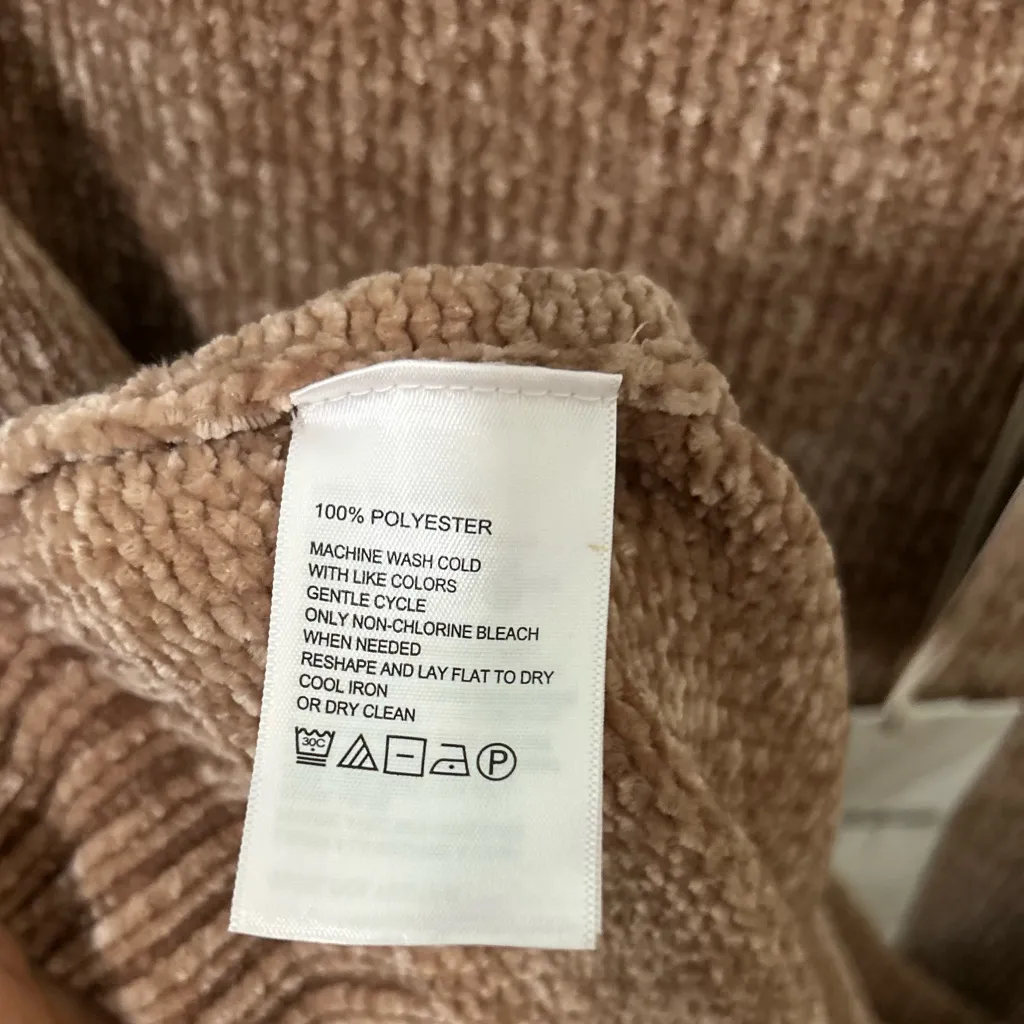 100% POLYESTER
MACHINE WASH COLD
WITH LIKE COLORS
GENTLE CYCLE
ONLY NON-CHLORINE BLEACH
WHEN NEEDED
RESHAPE AND LAY FLAT TO DRY
COOL IRON
OR DRY CLEAN
30C P